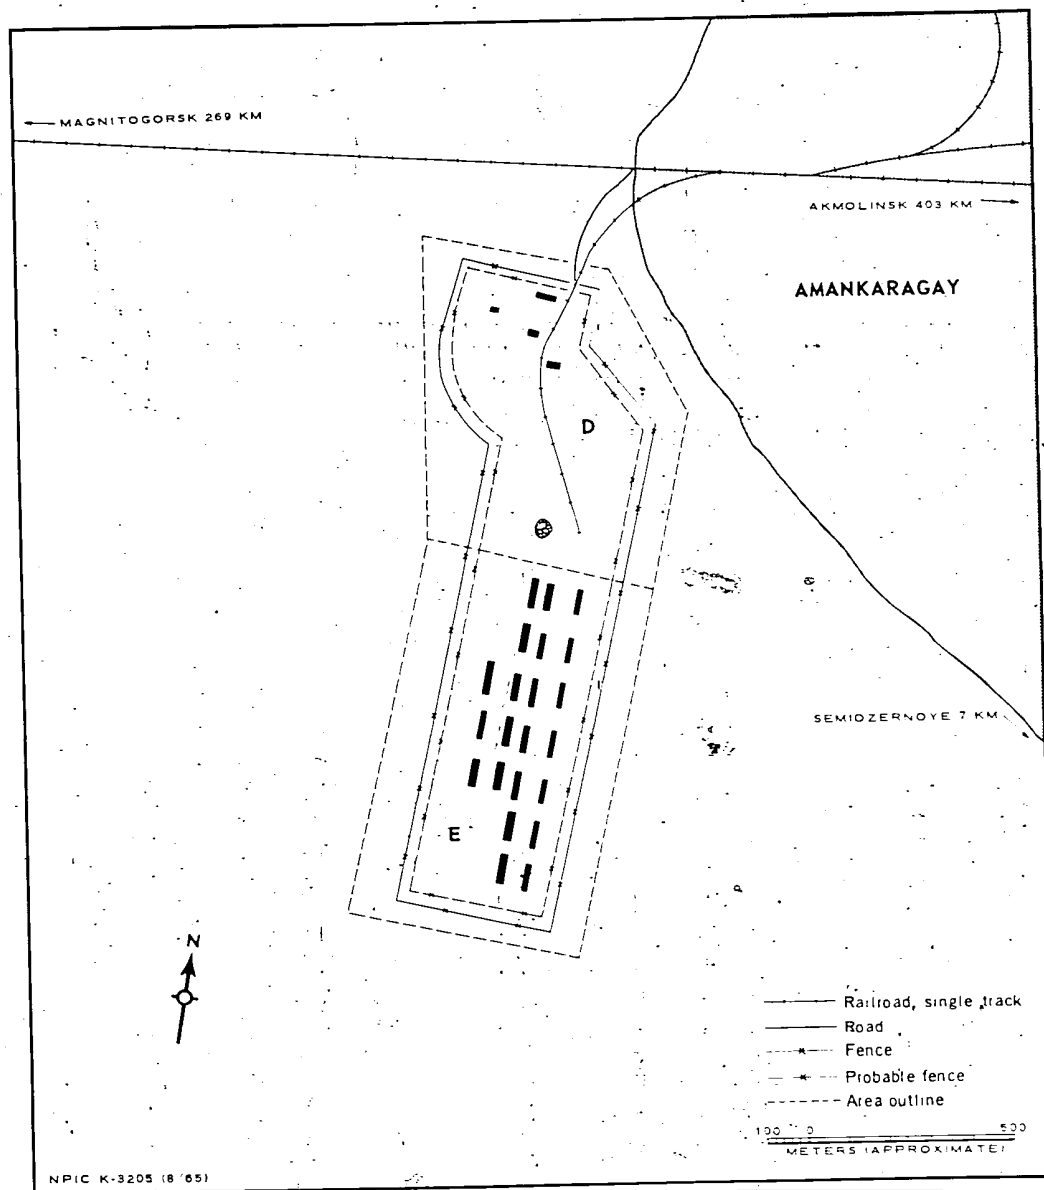 MAGNITOGORSK 269 KM
AKMOLINSK 403 KM
AMANKARAGAY
D
SEMIOZERNOYE 7 KM
E
N
Railroad, single track
Road
Fence
Probable fence
Area outline
100 0 500
METERS (APPROXIMATE)
NPIC K-3205 (8/65)